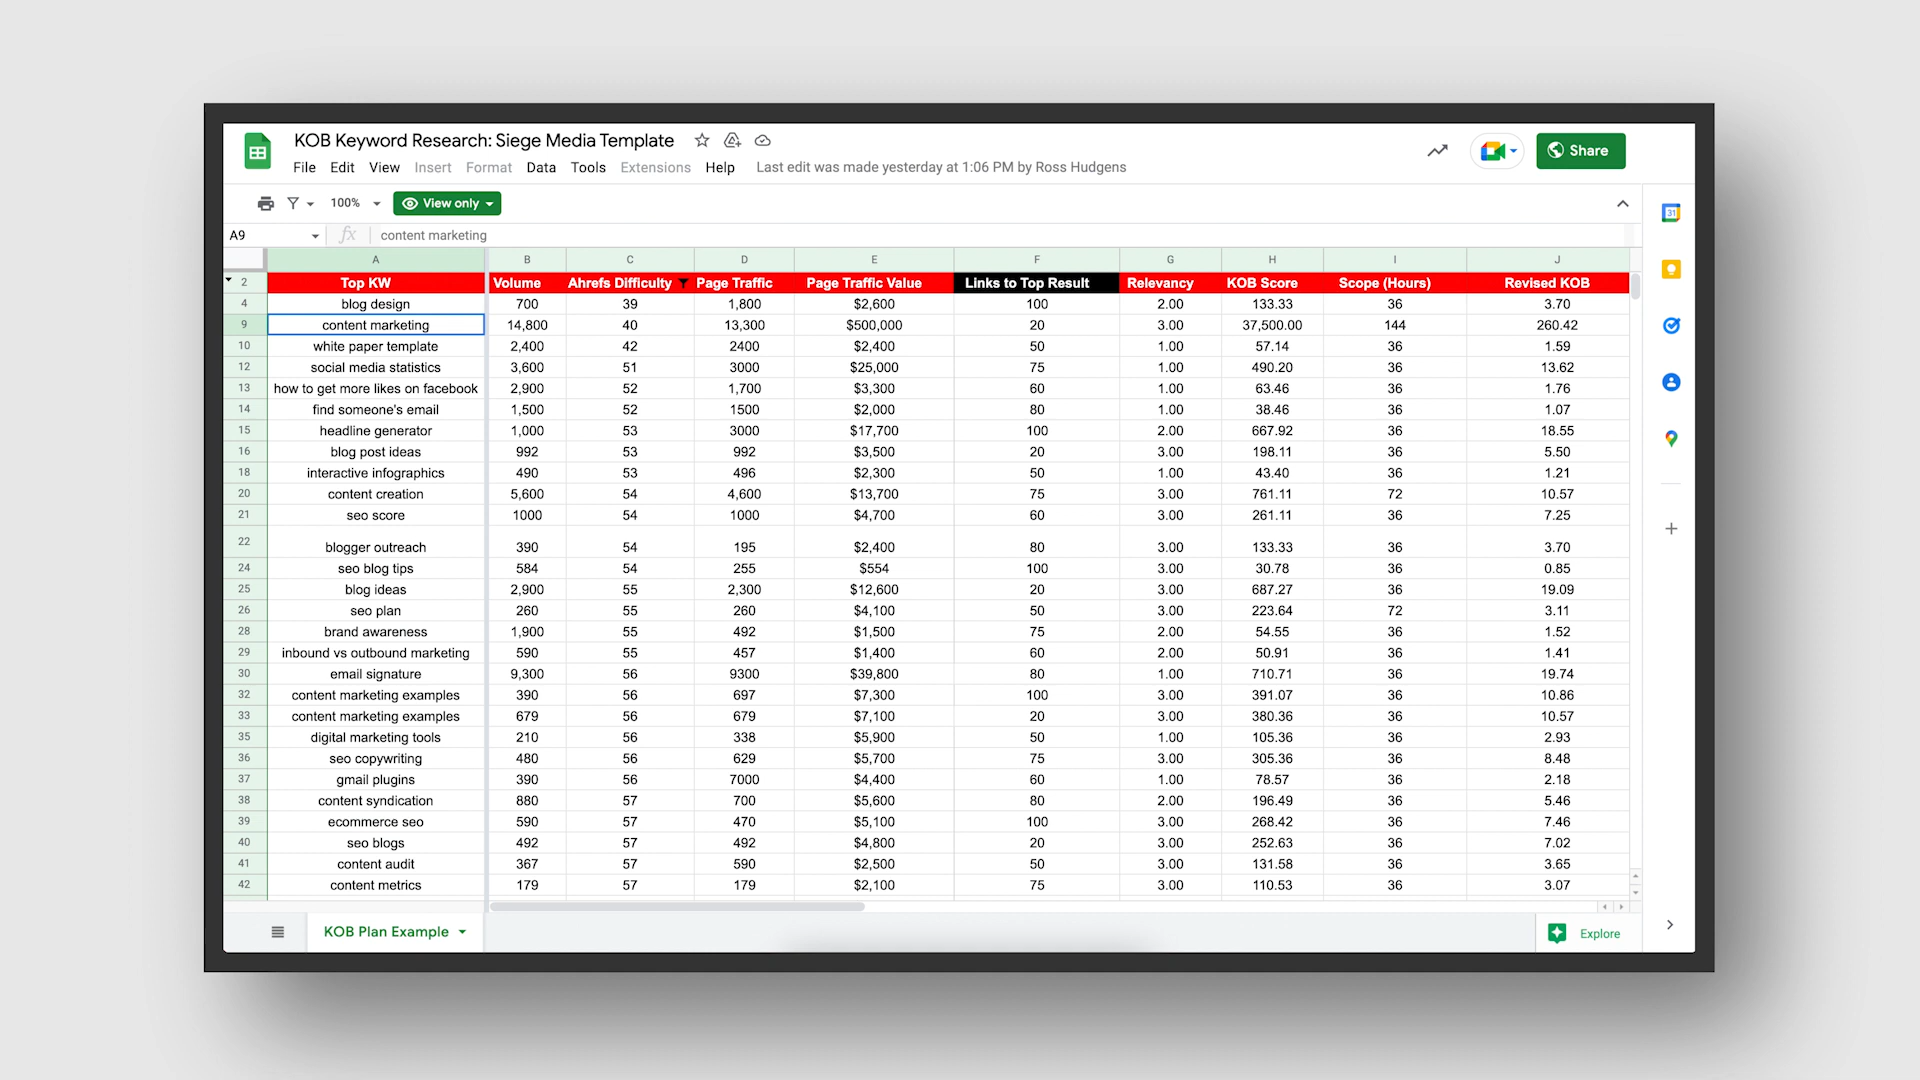 KOB Keyword Research: Siege Media Template
File Edit View Insert Format Data Tools Extensions Help Last edit was made yesterday at 1:06 PM by Ross Hudgens
Share
100% View only
A9 fx content marketing
A B C D E F G H I J
2 Top KW Volume Ahrefs Difficulty Page Traffic Page Traffic Value Links to Top Result Relevancy KOB Score Scope (Hours) Revised KOB
4 blog design 700 39 1,800 $2,600 100 2.00 133.33 36 3.70
9 content marketing 14,800 40 13,300 $500,000 20 3.00 37,500.00 144 260.42
10 white paper template 2,400 42 2400 $2,400 50 1.00 57.14 36 1.59
12 social media statistics 3,600 51 3000 $25,000 75 1.00 490.20 36 13.62
13 how to get more likes on facebook 2,900 52 1,700 $3,300 60 1.00 63.46 36 1.76
14 find someone's email 1,500 52 1500 $2,000 80 1.00 38.46 36 1.07
15 headline generator 1,000 53 3000 $17,700 100 2.00 667.92 36 18.55
16 blog post ideas 992 53 992 $3,500 20 3.00 198.11 36 5.50
18 interactive infographics 490 53 496 $2,300 50 1.00 43.40 36 1.21
20 content creation 5,600 54 4,600 $13,700 75 3.00 761.11 72 10.57
21 seo score 1000 54 1000 $4,700 60 3.00 261.11 36 7.25
22 blogger outreach 390 54 195 $2,400 80 3.00 133.33 36 3.70
24 seo blog tips 584 54 255 $554 100 3.00 30.78 36 0.85
25 blog ideas 2,900 55 2,300 $12,600 20 3.00 687.27 36 19.09
26 seo plan 260 55 260 $4,100 50 3.00 223.64 72 3.11
28 brand awareness 1,900 55 492 $1,500 75 2.00 54.55 36 1.52
29 inbound vs outbound marketing 590 55 457 $1,400 60 2.00 50.91 36 1.41
30 email signature 9,300 56 9300 $39,800 80 1.00 710.71 36 19.74
32 content marketing examples 390 56 697 $7,300 100 3.00 391.07 36 10.86
33 content marketing examples 679 56 679 $7,100 20 3.00 380.36 36 10.57
35 digital marketing tools 210 56 338 $5,900 50 1.00 105.36 36 2.93
36 seo copywriting 480 56 629 $5,700 75 3.00 305.36 36 8.48
37 gmail plugins 390 56 7000 $4,400 60 1.00 78.57 36 2.18
38 content syndication 880 57 700 $5,600 80 2.00 196.49 36 5.46
39 ecommerce seo 590 57 470 $5,100 100 3.00 268.42 36 7.46
40 seo blogs 492 57 492 $4,800 20 3.00 252.63 36 7.02
41 content audit 367 57 590 $2,500 50 3.00 131.58 36 3.65
42 content metrics 179 57 179 $2,100 75 3.00 110.53 36 3.07
KOB Plan Example
Explore
31